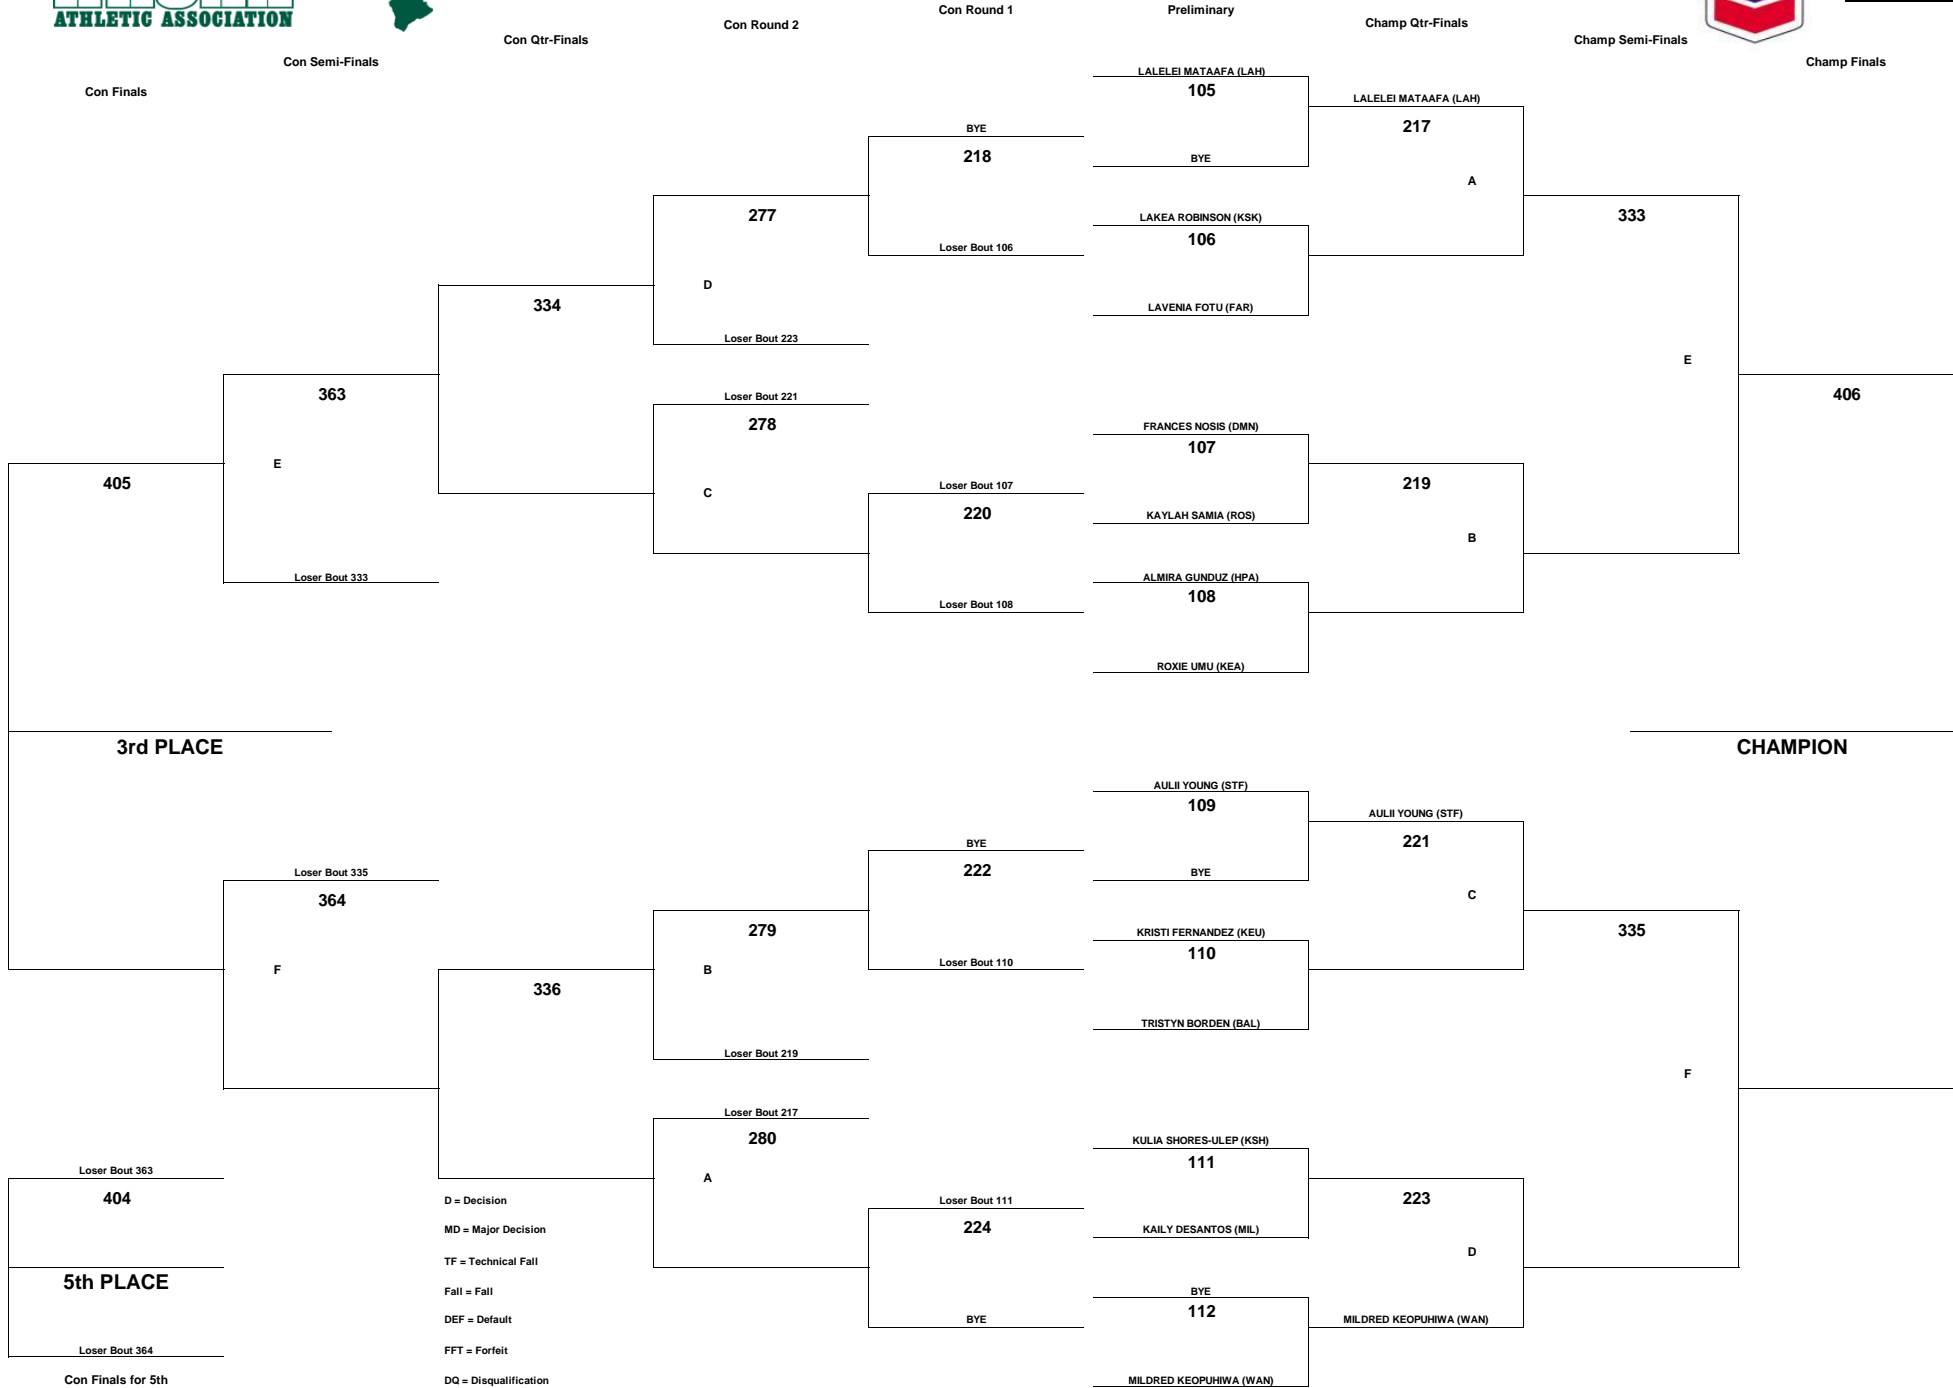 ATHLETIC ASSOCIATION
Con Finals
Con Semi-Finals
Con Qtr-Finals
Con Round 2
Con Round 1
Preliminary
Champ Qtr-Finals
Champ Semi-Finals
Champ Finals
LALELEI MATAAFA (LAH)
105
BYE
LAKEA ROBINSON (KSK)
106
LAVENIA FOTU (FAR)
FRANCES NOSIS (DMN)
107
KAYLAH SAMIA (ROS)
ALMIRA GUNDUZ (HPA)
108
ROXIE UMU (KEA)
AULII YOUNG (STF)
109
BYE
KRISTI FERNANDEZ (KEU)
110
TRISTYN BORDEN (BAL)
KULIA SHORES-ULEP (KSH)
111
KAILY DESANTOS (MIL)
BYE
112
MILDRED KEOPUHIWA (WAN)
LALELEI MATAAFA (LAH)
217
A
219
B
AULII YOUNG (STF)
221
C
223
D
MILDRED KEOPUHIWA (WAN)
333
E
335
F
406
CHAMPION
BYE
218
Loser Bout 106
Loser Bout 107
220
Loser Bout 108
BYE
222
Loser Bout 110
Loser Bout 111
224
BYE
277
D
Loser Bout 223
Loser Bout 221
278
C
279
B
Loser Bout 219
Loser Bout 217
280
A
334
336
363
E
Loser Bout 333
Loser Bout 335
364
F
405
3rd PLACE
Loser Bout 363
404
5th PLACE
Loser Bout 364
Con Finals for 5th
D = Decision
MD = Major Decision
TF = Technical Fall
Fall = Fall
DEF = Default
FFT = Forfeit
DQ = Disqualification